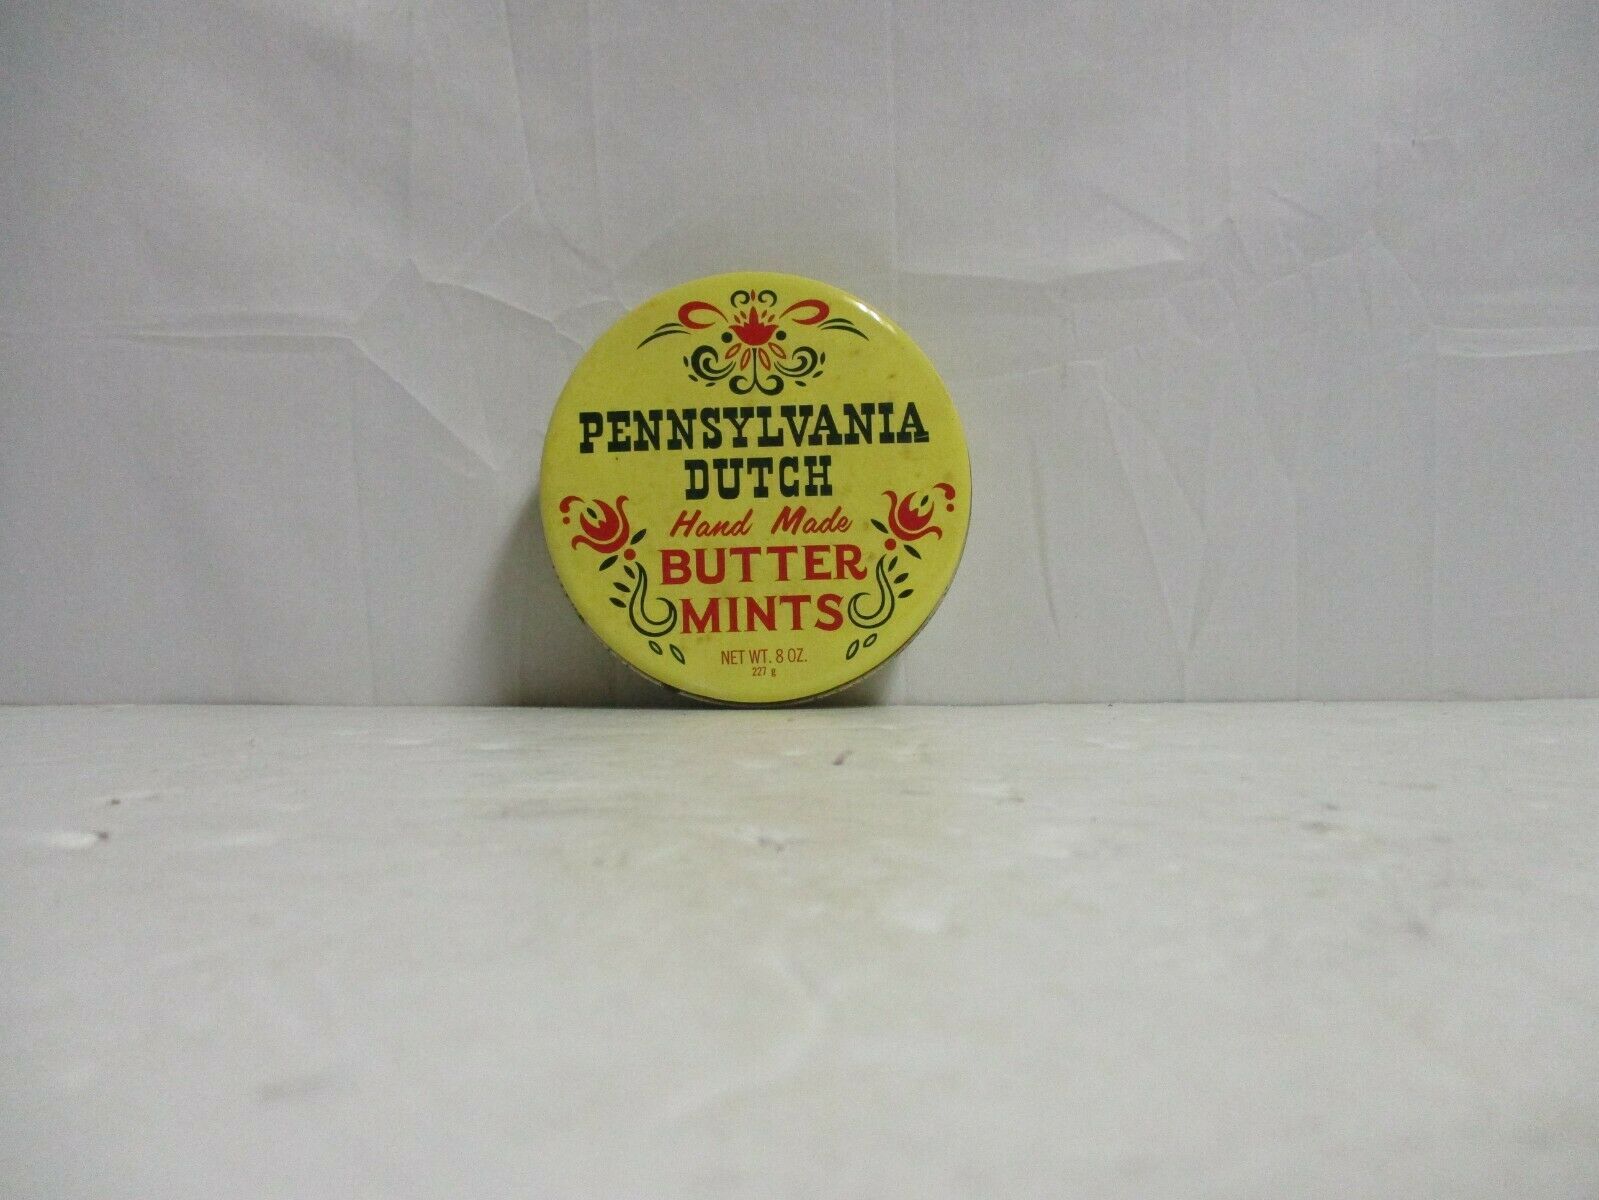 PENNSYLVANIA
DUTCH
Hand Made
BUTTER
MINTS
NET WT. 8 OZ.
227 g